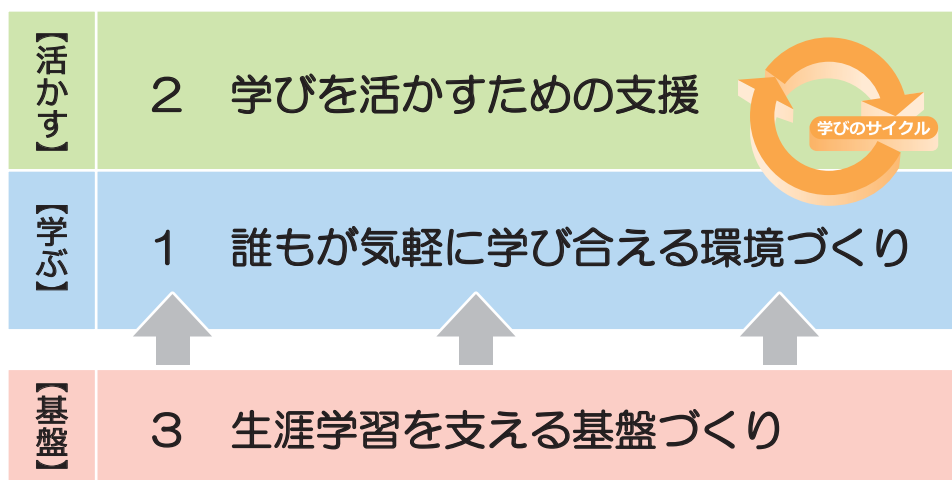 【活かす】
2　学びを活かすための支援
学びのサイクル
【学ぶ】
1　誰もが気軽に学び合える環境づくり
【基盤】
3　生涯学習を支える基盤づくり